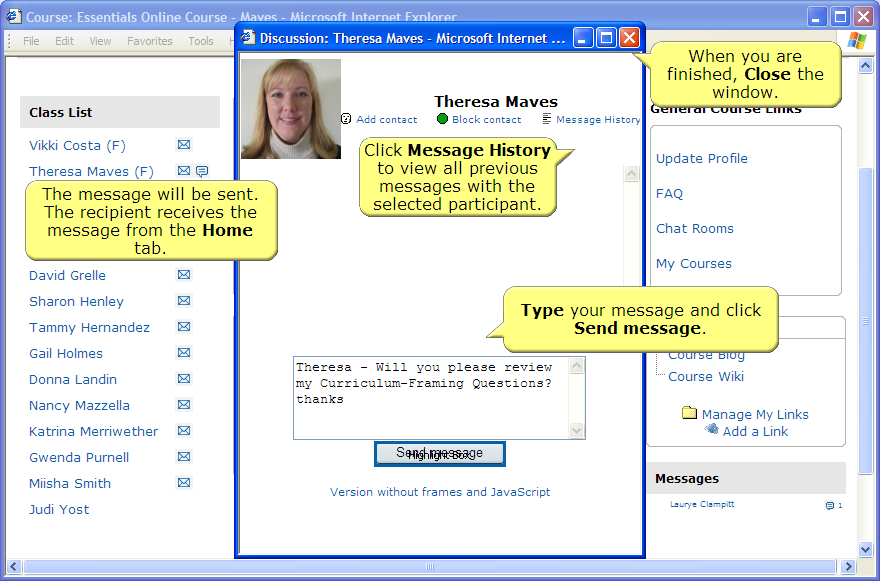 Course: Essentials Online Course - Maves - Microsoft Internet Explorer
File Edit View Favorites Tools
Discussion: Theresa Maves - Microsoft Internet ...
When you are
finished, Close the
window.
Class List
Vikki Costa (F)
Theresa Maves (F)
The message will be sent.
The recipient receives the
message from the Home
tab.
David Grelle
Sharon Henley
Tammy Hernandez
Gail Holmes
Donna Landin
Nancy Mazzella
Katrina Merriwether
Gwenda Purnell
Miisha Smith
Judi Yost
Theresa Maves
Add contact Block contact Message History
Click Message History
to view all previous
messages with the
selected participant.
Type your message and click
Send message.
Theresa - Will you please review
my Curriculum-Framing Questions?
thanks
Send message
Highlight Box
Version without frames and JavaScript
General Course Links
Update Profile
FAQ
Chat Rooms
My Courses
Course Blog
Course Wiki
Manage My Links
Add a Link
Messages
Laurye Clampitt 1